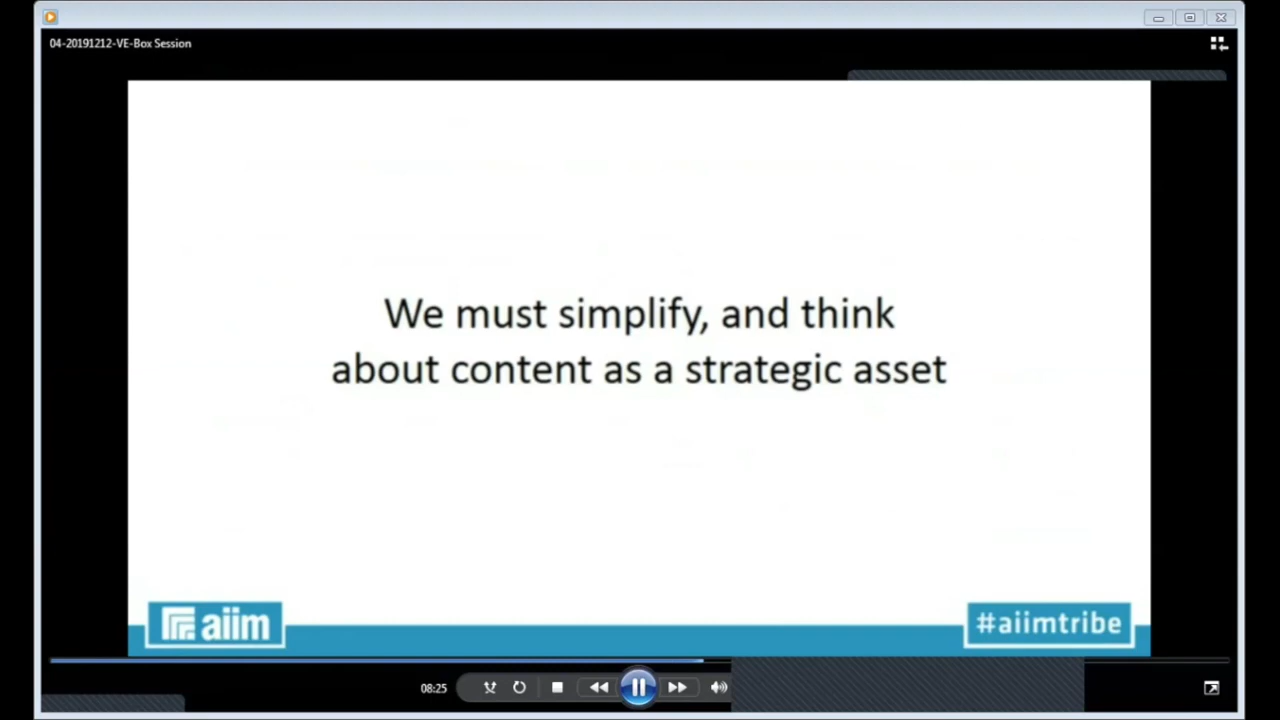 04-20191212-VE-Box Session
We must simplify, and think
about content as a strategic asset
aiim
#aiimtribe
08:25